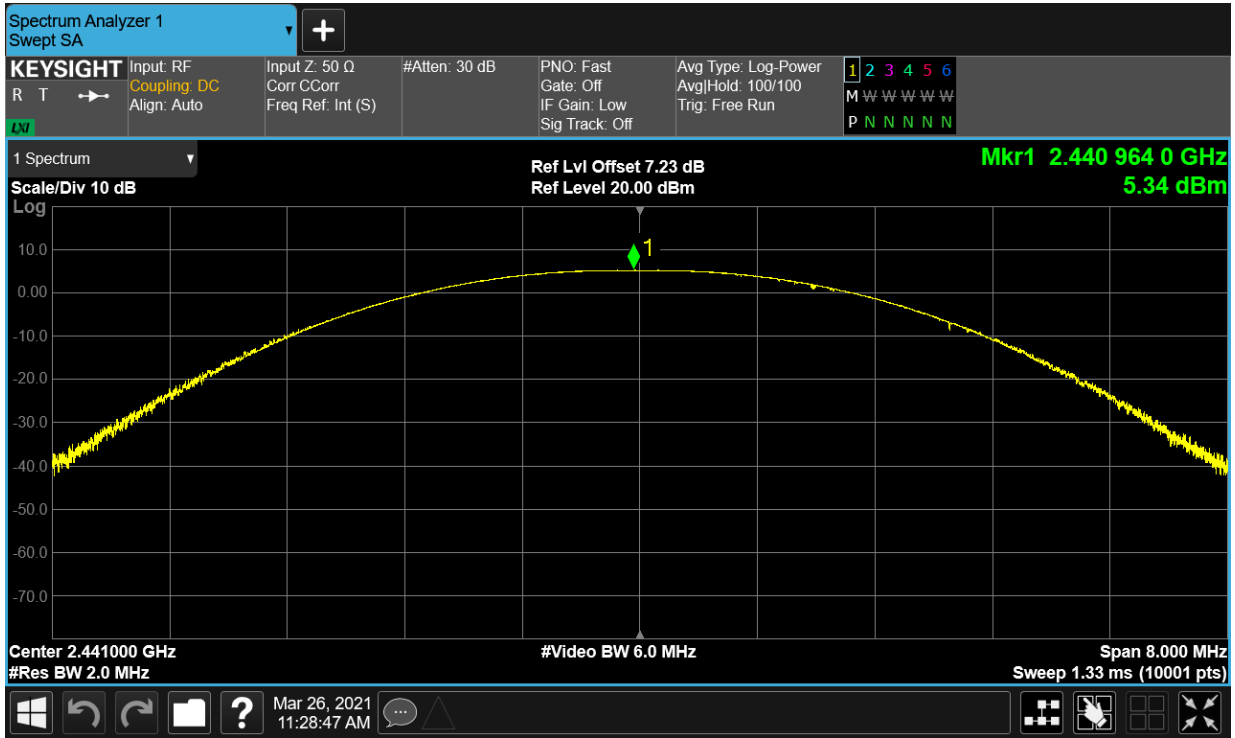 Spectrum Analyzer 1
Swept SA
KEYSIGHT
R T
LXI
Input: RF
Coupling: DC
Align: Auto
Input Z: 50 Ω
Corr CCorr
Freq Ref: Int (S)
#Atten: 30 dB
PNO: Fast
Gate: Off
IF Gain: Low
Sig Track: Off
Avg Type: Log-Power
Avg|Hold: 100/100
Trig: Free Run
1 2 3 4 5 6
M W W W W W
P N N N N N
1 Spectrum
Scale/Div 10 dB
Log
Ref Lvl Offset 7.23 dB
Ref Level 20.00 dBm
Mkr1 2.440 964 0 GHz
5.34 dBm
1
10.0
0.00
-10.0
-20.0
-30.0
-40.0
-50.0
-60.0
-70.0
Center 2.441000 GHz
#Res BW 2.0 MHz
#Video BW 6.0 MHz
Span 8.000 MHz
Sweep 1.33 ms (10001 pts)
?
Mar 26, 2021
11:28:47 AM